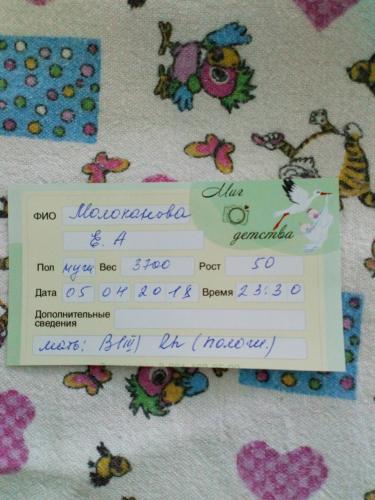 Миг
детства
ФИО Молоканова
Е. А
Пол муж Вес 3700 Рост 50
Дата 05 04 2018 Время 23:30
Дополнительные
сведения
мать: B(III) Rh (полож.)